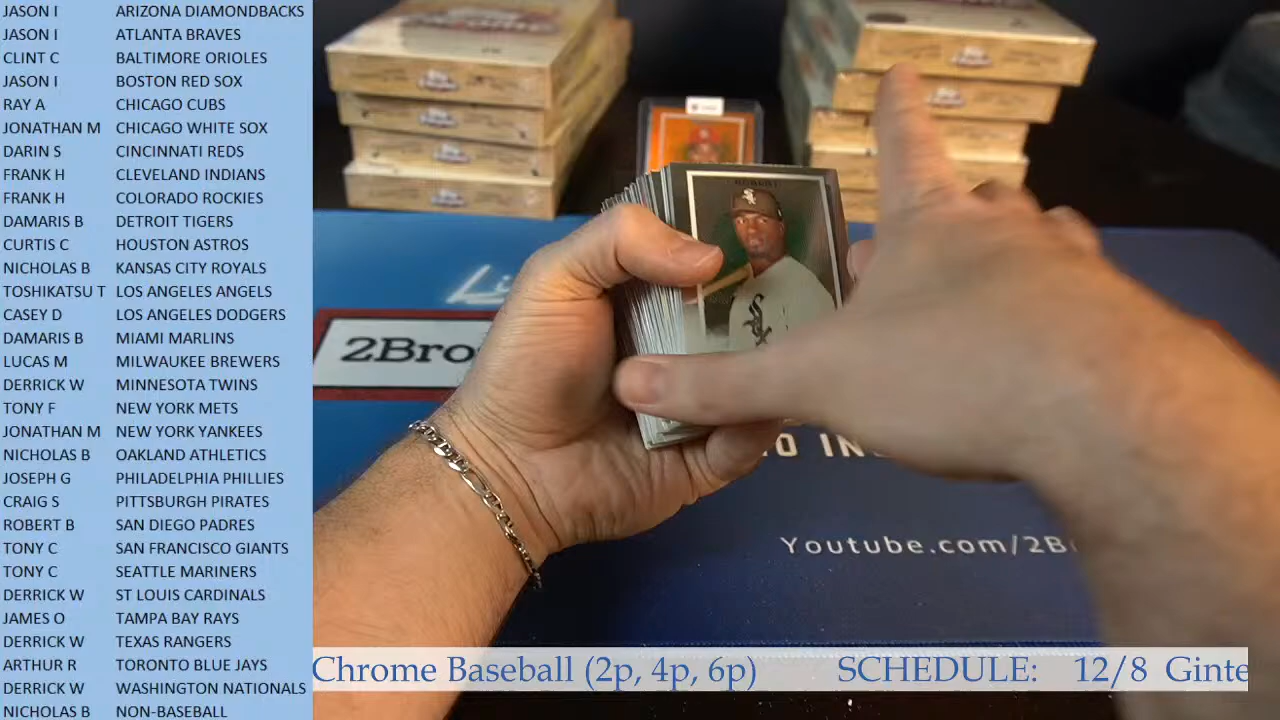 JASON I ARIZONA DIAMONDBACKS
JASON I ATLANTA BRAVES
CLINT C BALTIMORE ORIOLES
JASON I BOSTON RED SOX
RAY A CHICAGO CUBS
JONATHAN M CHICAGO WHITE SOX
DARIN S CINCINNATI REDS
FRANK H CLEVELAND INDIANS
FRANK H COLORADO ROCKIES
DAMARIS B DETROIT TIGERS
CURTIS C HOUSTON ASTROS
NICHOLAS B KANSAS CITY ROYALS
TOSHIKATSU T LOS ANGELES ANGELS
CASEY D LOS ANGELES DODGERS
DAMARIS B MIAMI MARLINS
LUCAS M MILWAUKEE BREWERS
DERRICK W MINNESOTA TWINS
TONY F NEW YORK METS
JONATHAN M NEW YORK YANKEES
NICHOLAS B OAKLAND ATHLETICS
JOSEPH G PHILADELPHIA PHILLIES
CRAIG S PITTSBURGH PIRATES
ROBERT B SAN DIEGO PADRES
TONY C SAN FRANCISCO GIANTS
TONY C SEATTLE MARINERS
DERRICK W ST LOUIS CARDINALS
JAMES O TAMPA BAY RAYS
DERRICK W TEXAS RANGERS
ARTHUR R TORONTO BLUE JAYS
DERRICK W WASHINGTON NATIONALS
NICHOLAS B NON-BASEBALL
2Bro
Youtube.com/2B
Chrome Baseball (2p, 4p, 6p) SCHEDULE: 12/8 Ginte